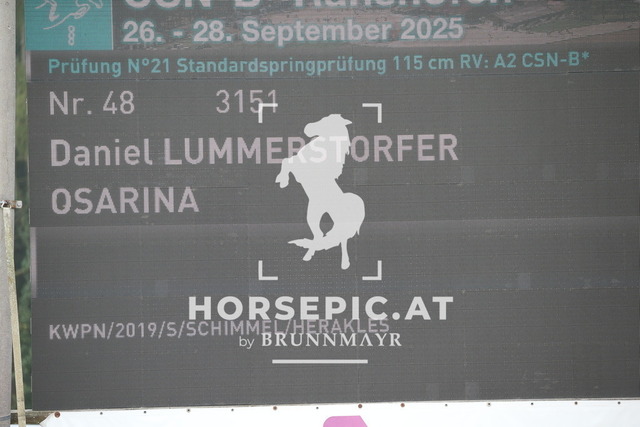 26. - 28. September 2025
Prüfung N°21 Standardspringprüfung 115 cm RV: A2 CSN-B*
Nr. 48 3151
Daniel LUMMERSTORFER
OSARINA
HORSEPIC.AT
KWPN/2019/S/SCHIMMEL/HERAKLES
by BRUNNMAYR